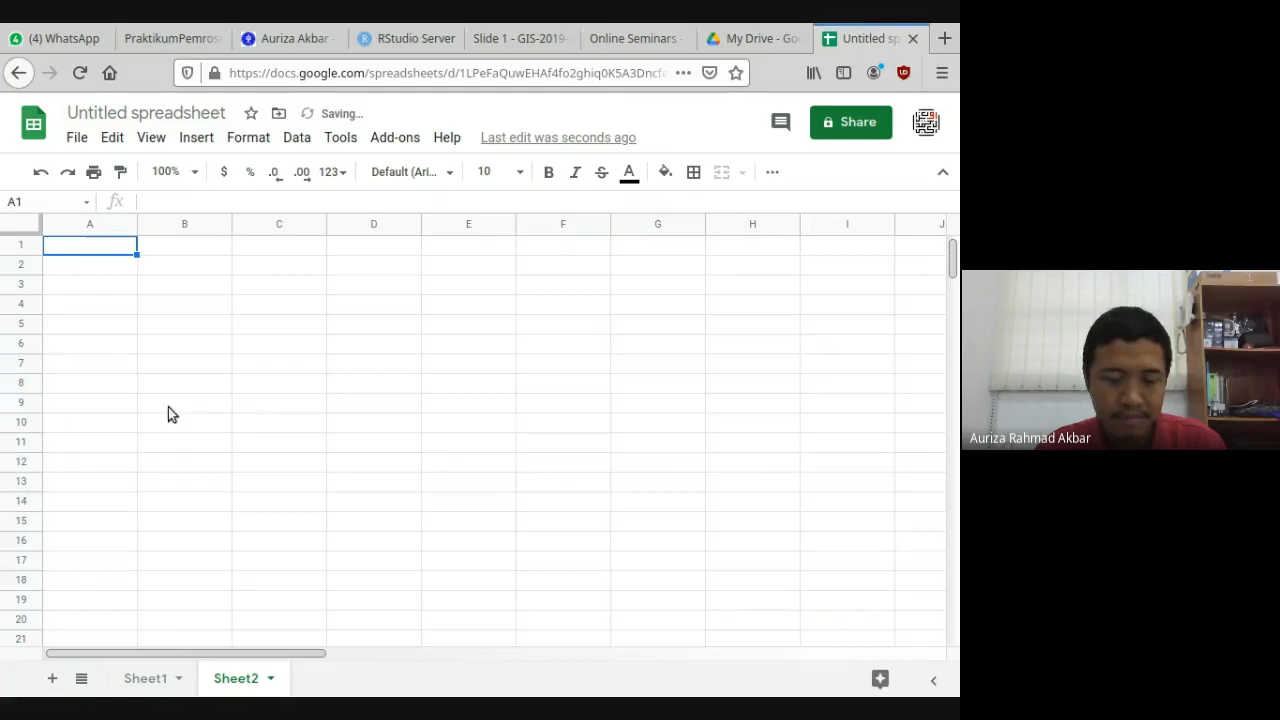 (4) WhatsApp
PraktikumPemros
Auriza Akbar -
RStudio Server
Slide 1 - GIS-2019-
Online Seminars -
My Drive - Goo
Untitled sp
https://docs.google.com/spreadsheets/d/1LPeFaQuwEHAf4fo2ghiq0K5A3Dncfe
Untitled spreadsheet
Saving...
File Edit View Insert Format Data Tools Add-ons Help Last edit was seconds ago
Share
100% $ % .0 .00 123 Default (Ari... 10 B I S A
A1 fx
A B C D E F G H I J
1
2
3
4
5
6
7
8
9
10
11
12
13
14
15
16
17
18
19
20
21
Auriza Rahmad Akbar
+ Sheet1 Sheet2